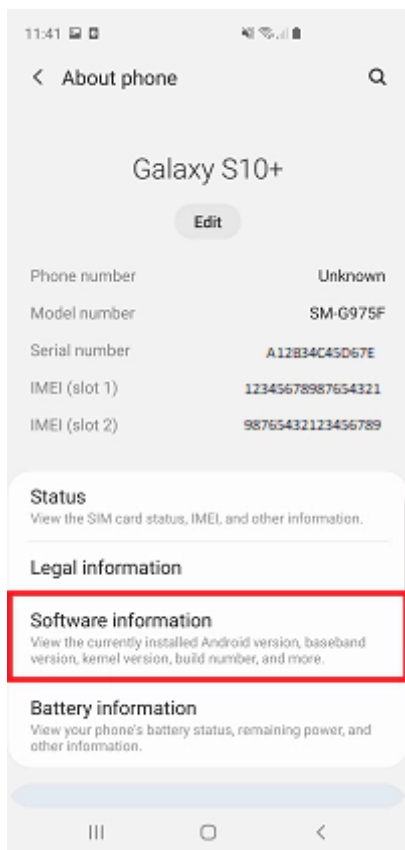 11:41
About phone
Galaxy S10+
Edit
Phone number Unknown
Model number SM-G975F
Serial number A12B34C45D67E
IMEI (slot 1) 12345678987654321
IMEI (slot 2) 98765432123456789
Status
View the SIM card status, IMEI, and other information.
Legal information
Software information
View the currently installed Android version, baseband
version, kernel version, build number, and more.
Battery information
View your phone's battery status, remaining power, and
other information.